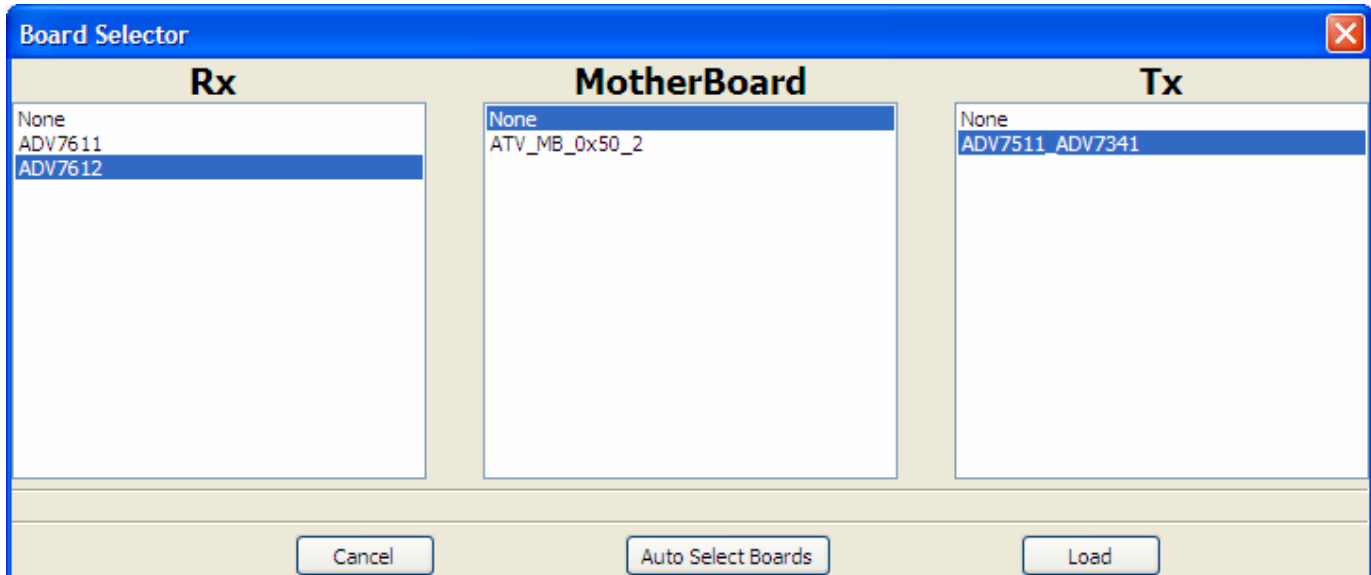 Board Selector
Rx
None
ADV7611
ADV7612
MotherBoard
None
ATV_MB_0x50_2
Tx
None
ADV7511_ADV7341
Cancel
Auto Select Boards
Load